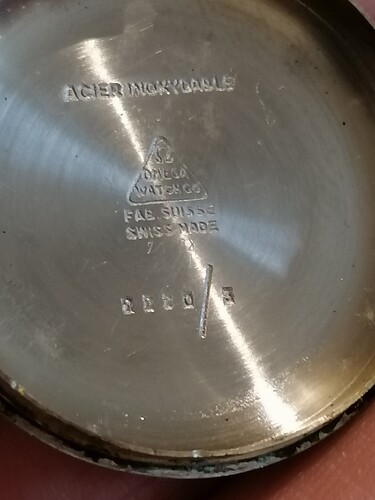 ACIER INOXYDABLE
Ω
OMEGA
WATCH CO
FAB. SUISSE
SWISS MADE